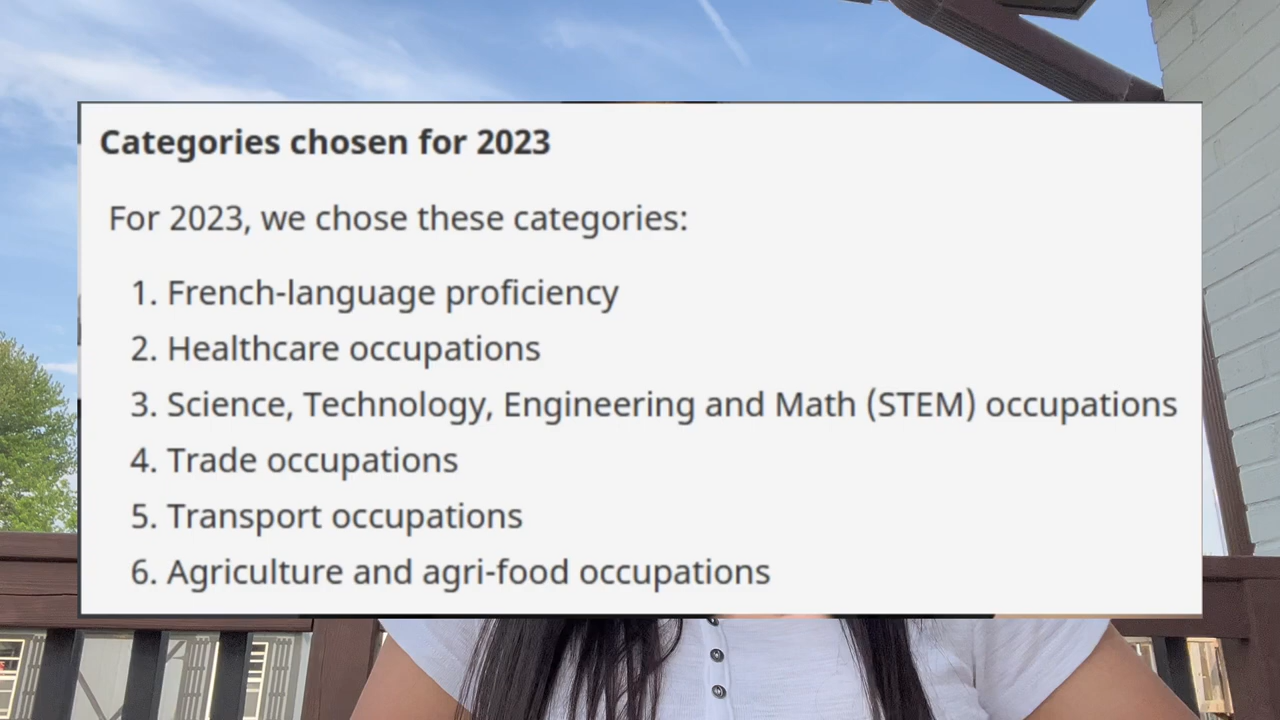 Categories chosen for 2023
For 2023, we chose these categories:
1. French-language proficiency
2. Healthcare occupations
3. Science, Technology, Engineering and Math (STEM) occupations
4. Trade occupations
5. Transport occupations
6. Agriculture and agri-food occupations